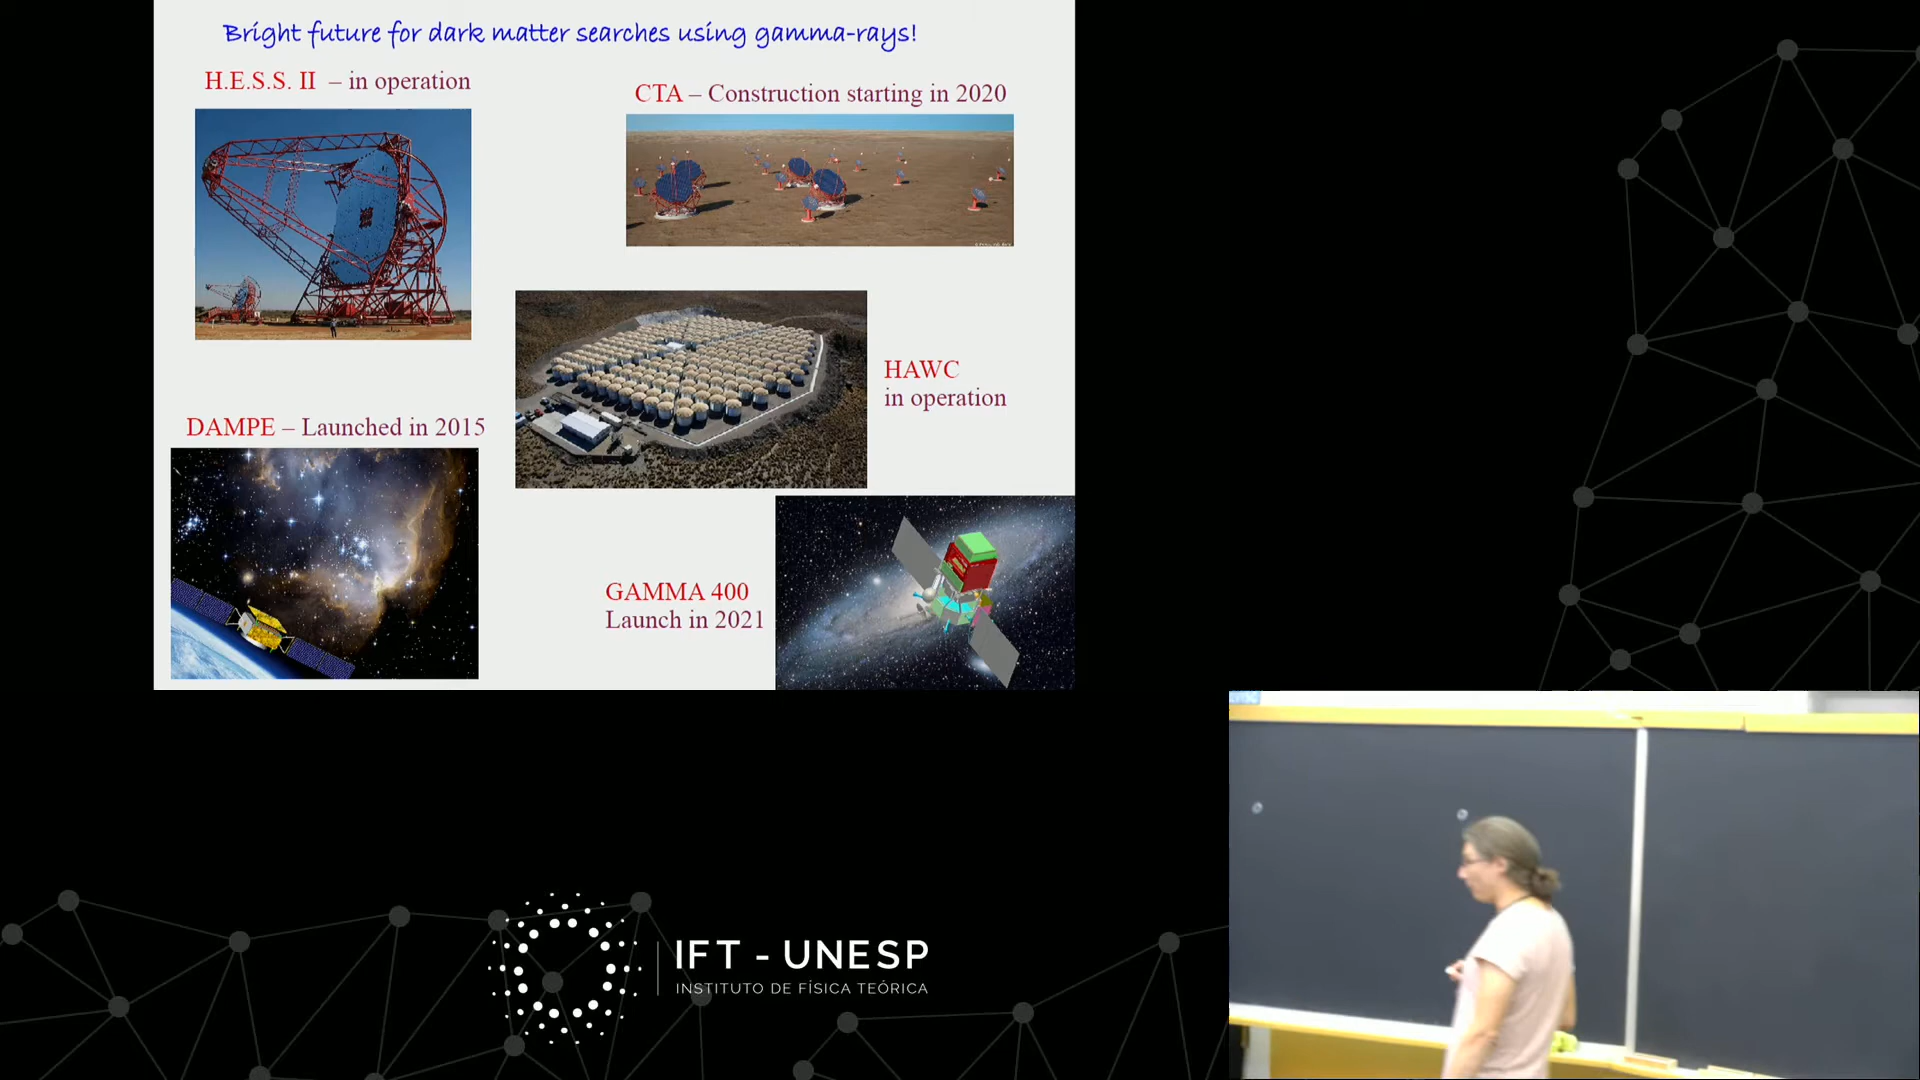 Bright future for dark matter searches using gamma-rays!
H.E.S.S. II – in operation
CTA – Construction starting in 2020
HAWC
in operation
DAMPE – Launched in 2015
GAMMA 400
Launch in 2021
IFT - UNESP
INSTITUTO DE FÍSICA TEÓRICA